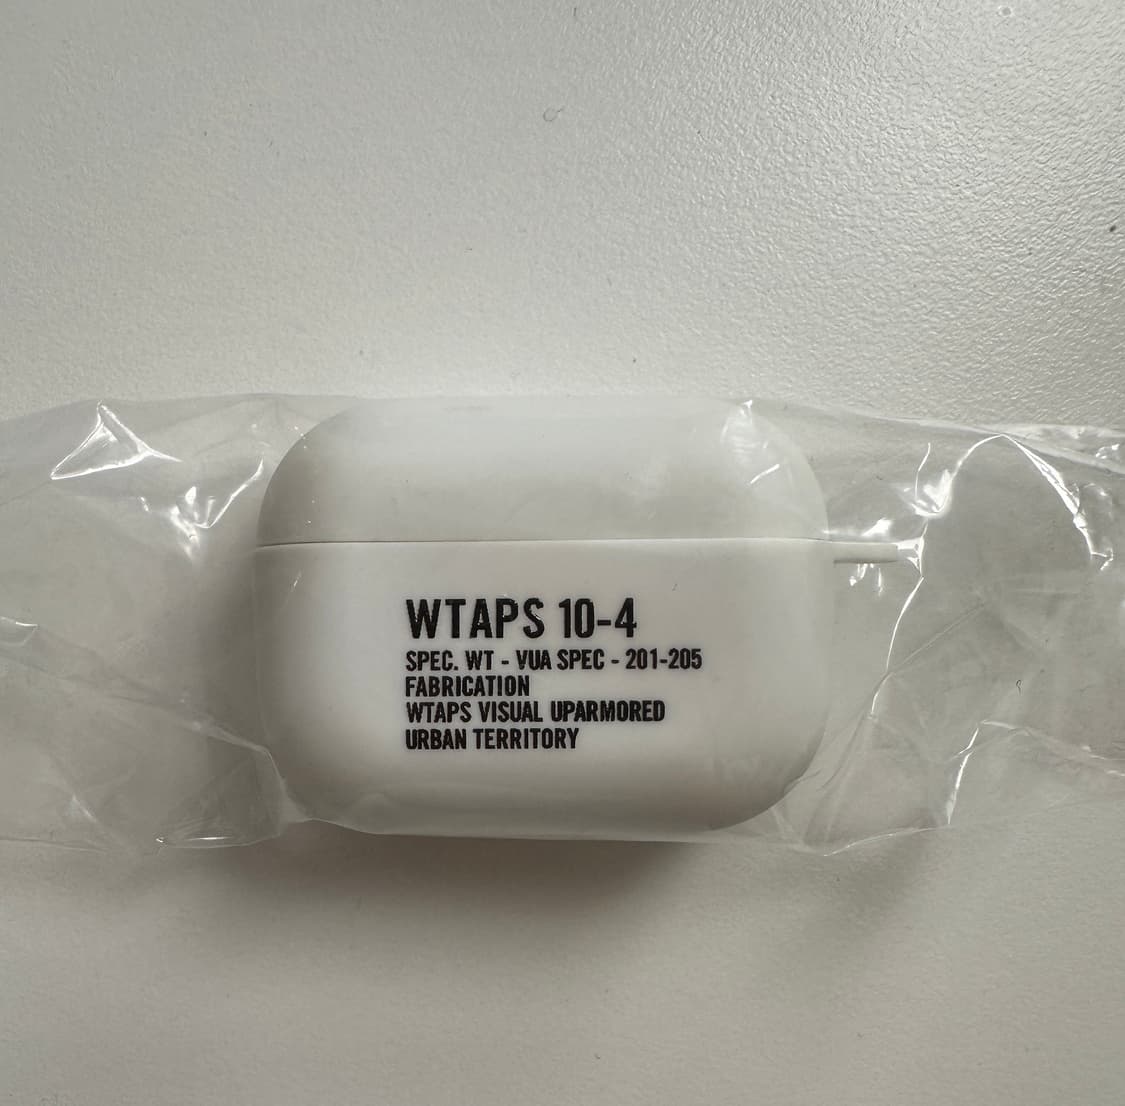 WTAPS 10-4
SPEC. WT - VUA SPEC - 201-205
FABRICATION
WTAPS VISUAL UPARMORED
URBAN TERRITORY